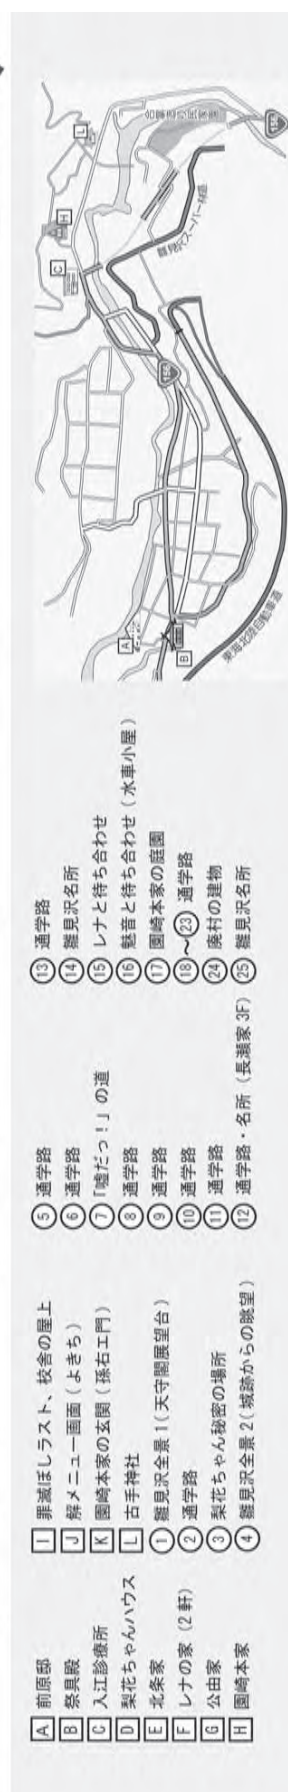 A 前原邸
B 祭具殿
C 入江診療所
D 梨花ちゃんハウス
E 北条家
F レナの家（2軒）
G 公由家
H 園崎本家
I 罪滅ぼしラスト、校舎の屋上
J 解メニュー画面（よきち）
K 園崎本家の玄関（孫右エ門）
L 古手神社
① 雛見沢全景1（天守閣展望台）
② 通学路
③ 梨花ちゃん秘密の場所
④ 雛見沢全景2（城跡からの眺望）
⑤ 通学路
⑥ 通学路
⑦ 「嘘だっ！」の道
⑧ 通学路
⑨ 通学路
⑩ 通学路
⑪ 通学路
⑫ 通学路・名所（長瀬家3F）
⑬ 通学路
⑭ 雛見沢名所
⑮ レナと待ち合わせ
⑯ 魅音と待ち合わせ（水車小屋）
⑰ 園崎本家の庭園
⑱～㉓ 通学路
㉔ 廃村の建物
㉕ 雛見沢名所
A
B
東海北陸自動車道
156
C
H
雛見沢スーパー林道
L
156